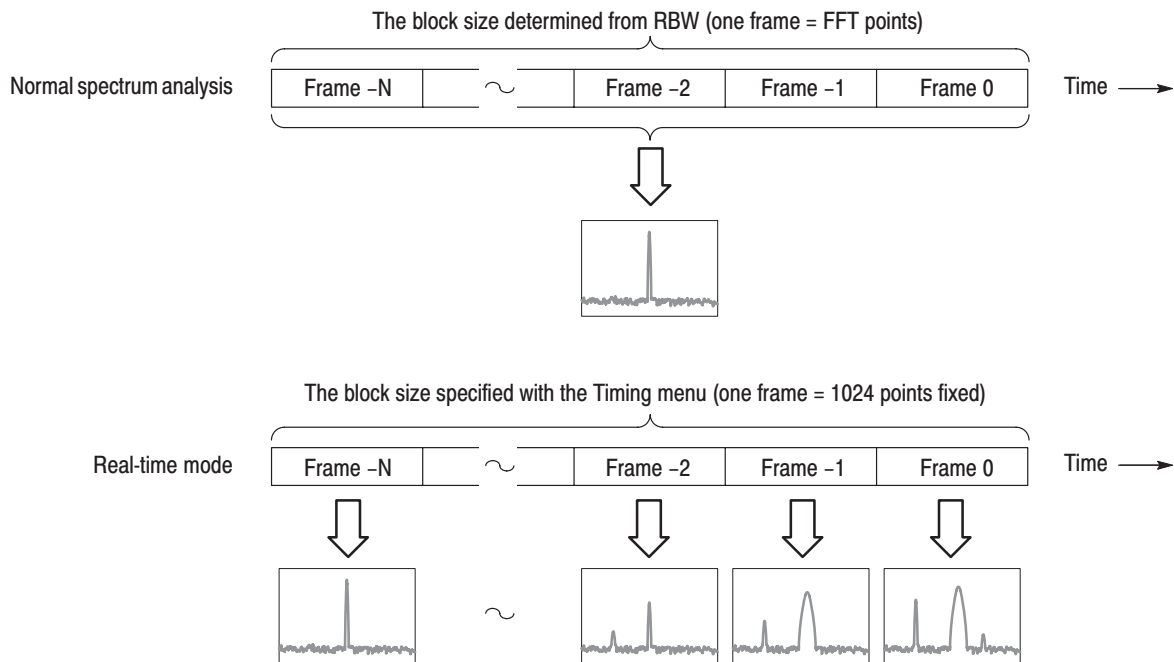 The block size determined from RBW (one frame = FFT points)
Normal spectrum analysis
Frame –N
Frame –2
Frame –1
Frame 0
Time
The block size specified with the Timing menu (one frame = 1024 points fixed)
Real-time mode
Frame –N
Frame –2
Frame –1
Frame 0
Time